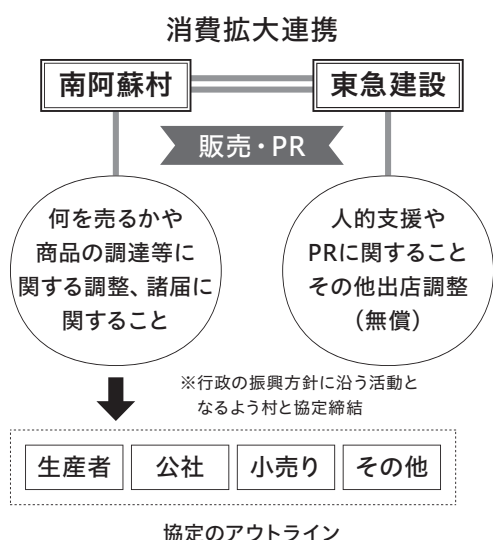 消費拡大連携
南阿蘇村
東急建設
販売・PR
何を売るかや
商品の調達等に
関する調整、諸届に
関すること
人的支援や
PRに関すること
その他出店調整
（無償）
※行政の振興方針に沿う活動と
なるよう村と協定締結
生産者
公社
小売り
その他
協定のアウトライン